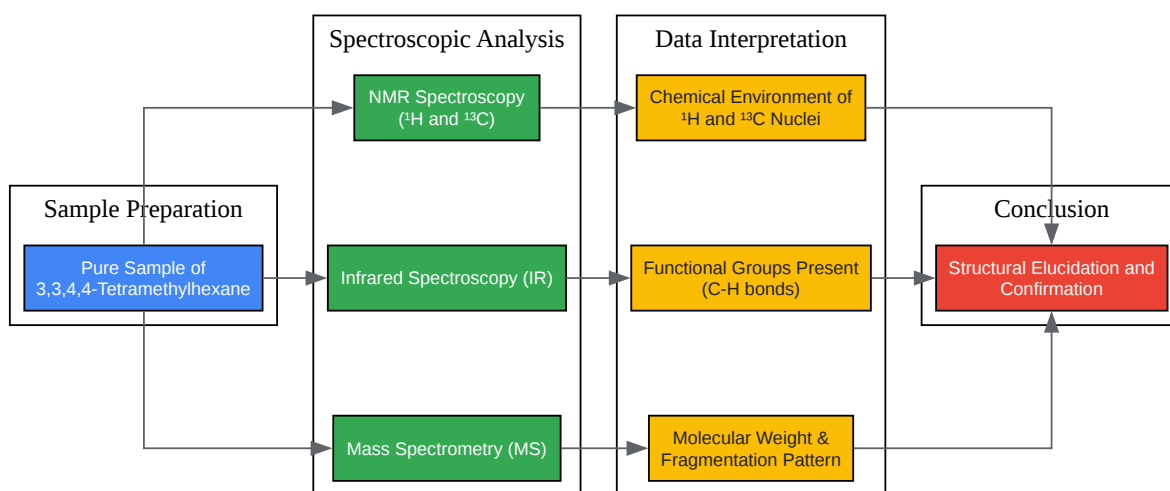 Spectroscopic Analysis
Data Interpretation
NMR Spectroscopy
(¹H and ¹³C)
Chemical Environment of
¹H and ¹³C Nuclei
Sample Preparation
Conclusion
Pure Sample of
3,3,4,4-Tetramethylhexane
Infrared Spectroscopy (IR)
Functional Groups Present
(C-H bonds)
Structural Elucidation and
Confirmation
Mass Spectrometry (MS)
Molecular Weight &
Fragmentation Pattern